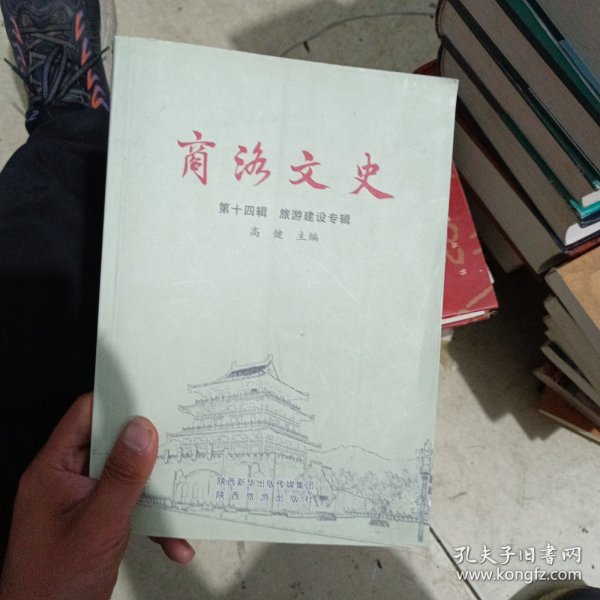 商洛文史
第十四辑 旅游建设专辑
高健 主编
陕西新华出版传媒集团
陕西旅游出版社
孔夫子旧书网
www.kongfz.com